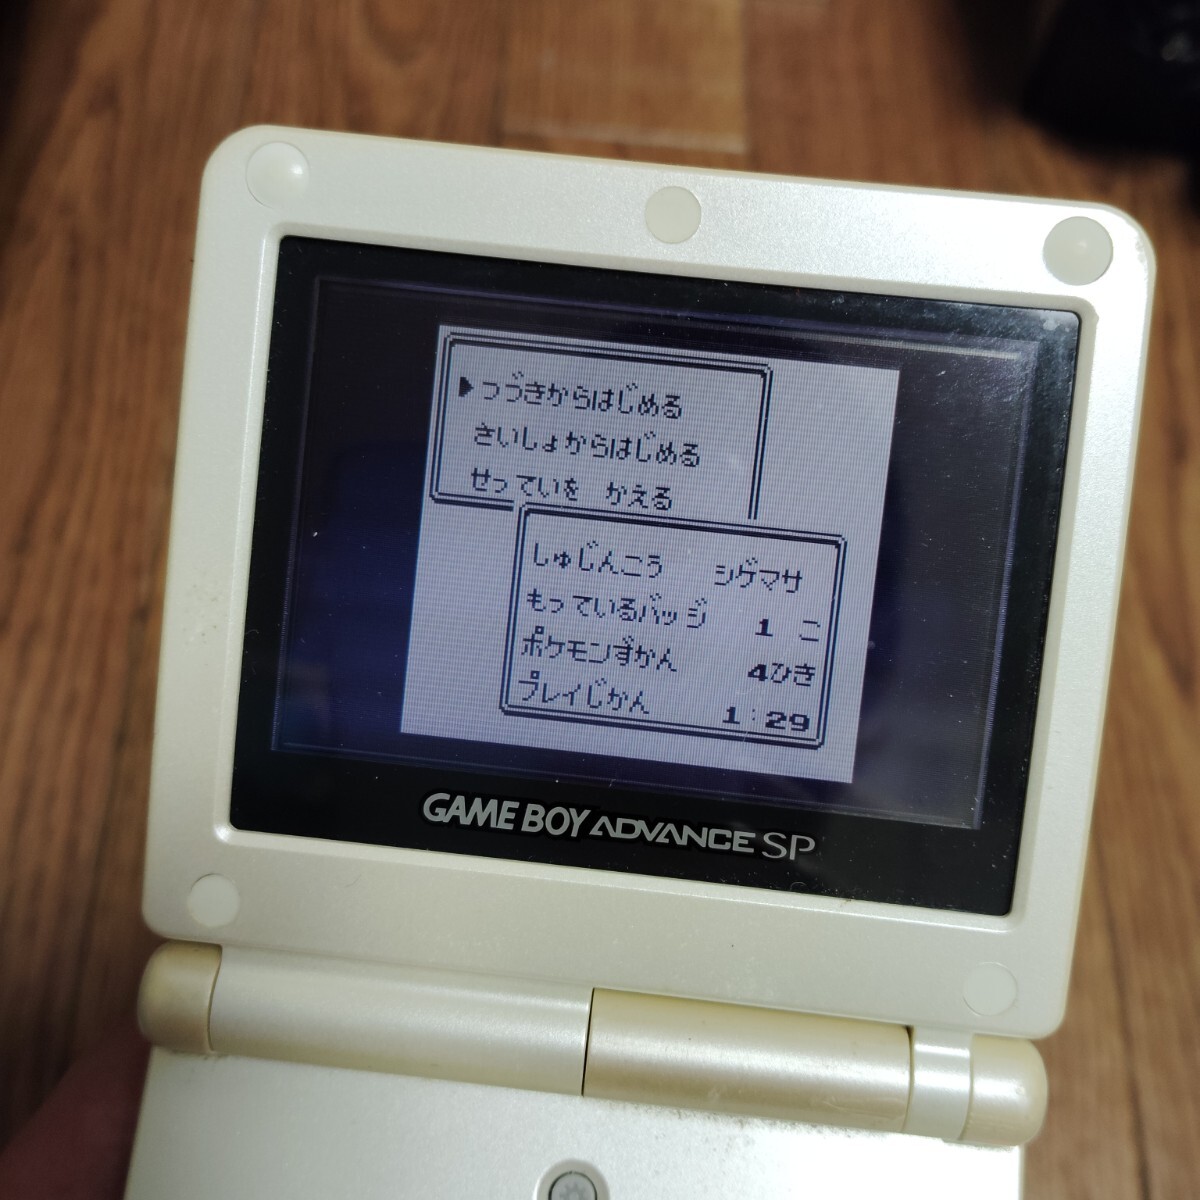 ▶つづきからはじめる
さいしょからはじめる
せっていを かえる
しゅじんこう シゲマサ
もっているバッジ 1 こ
ポケモンずかん 4ひき
プレイじかん 1:29
GAME BOY ADVANCE SP